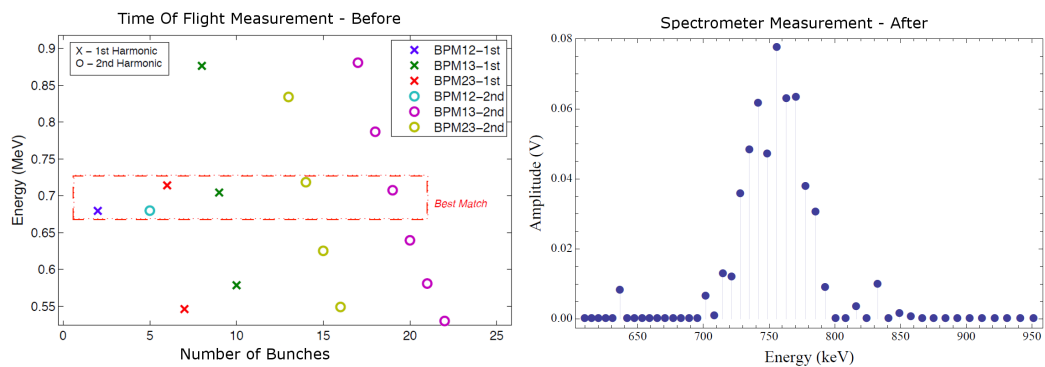 Time Of Flight Measurement - Before
X – 1st Harmonic
O – 2nd Harmonic
BPM12–1st
BPM13–1st
BPM23–1st
BPM12–2nd
BPM13–2nd
BPM23–2nd
Best Match
Energy (MeV)
0.9
0.85
0.8
0.75
0.7
0.65
0.6
0.55
0 5 10 15 20 25
Number of Bunches
Spectrometer Measurement - After
Amplitude (V)
0.08
0.06
0.04
0.02
0.00
650 700 750 800 850 900 950
Energy (keV)